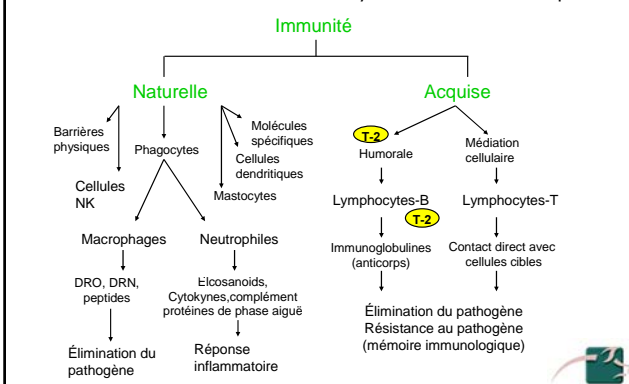 Immunité
Naturelle
Acquise
Barrières
physiques
Cellules
NK
Phagocytes
Molécules
spécifiques
Cellules
dendritiques
Mastocytes
Macrophages
Neutrophiles
DRO, DRN,
peptides
Eicosanoids,
Cytokynes,complément
protéines de phase aiguë
Élimination du
pathogène
Réponse
inflammatoire
T-2
Humorale
Médiation
cellulaire
Lymphocytes-B
T-2
Lymphocytes-T
Immunoglobulines
(anticorps)
Contact direct avec
cellules cibles
Élimination du pathogène
Résistance au pathogène
(mémoire immunologique)